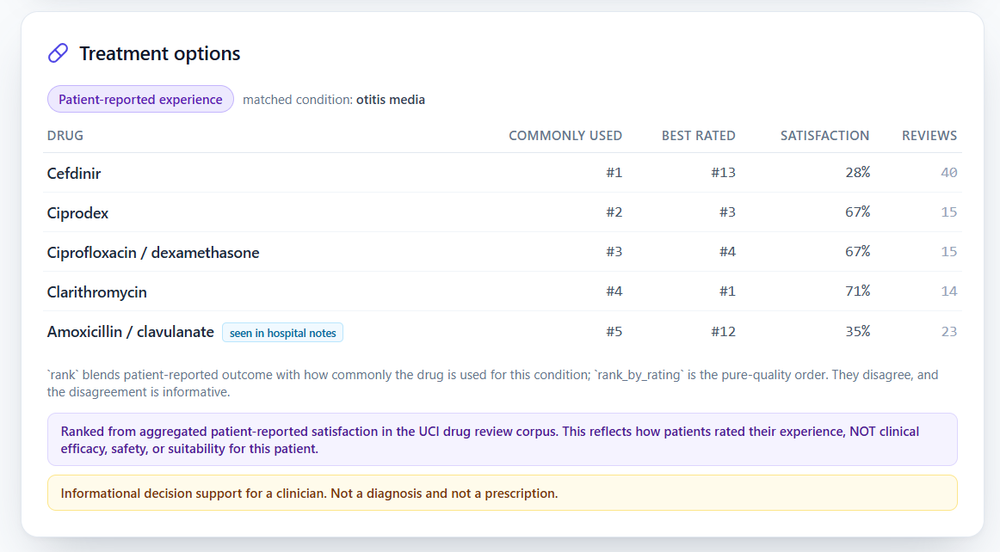 Treatment options
Patient-reported experience matched condition: otitis media
DRUG COMMONLY USED BEST RATED SATISFACTION REVIEWS
Cefdinir #1 #13 28% 40
Ciprodex #2 #3 67% 15
Ciprofloxacin / dexamethasone #3 #4 67% 15
Clarithromycin #4 #1 71% 14
Amoxicillin / clavulanate seen in hospital notes #5 #12 35% 23
`rank` blends patient-reported outcome with how commonly the drug is used for this condition; `rank_by_rating` is the pure-quality order. They disagree, and
the disagreement is informative.
Ranked from aggregated patient-reported satisfaction in the UCI drug review corpus. This reflects how patients rated their experience, NOT clinical
efficacy, safety, or suitability for this patient.
Informational decision support for a clinician. Not a diagnosis and not a prescription.